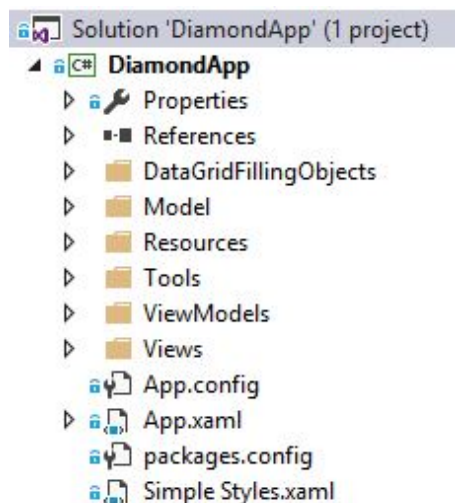 Solution 'DiamondApp' (1 project)
C# DiamondApp
Properties
References
DataGridFillingObjects
Model
Resources
Tools
ViewModels
Views
App.config
App.xaml
packages.config
Simple Styles.xaml